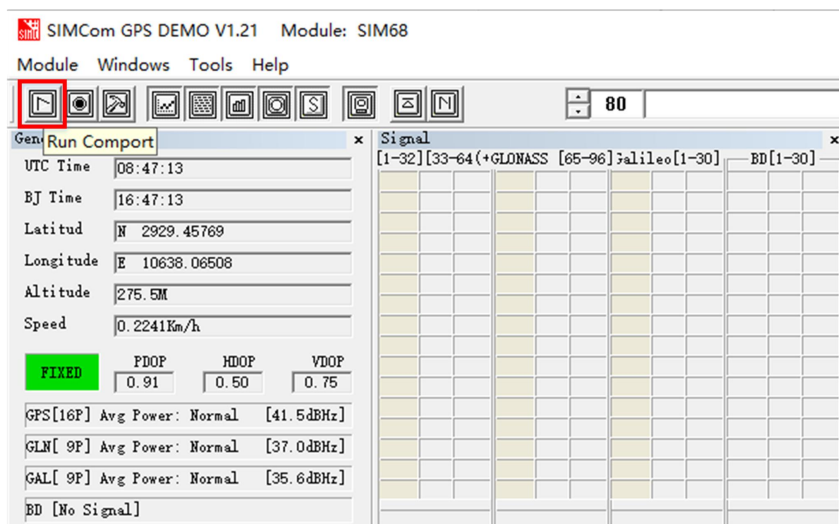 SIMCom GPS DEMO V1.21 Module: SIM68
Module Windows Tools Help
80
Run Comport
Signal
[1-32][33-64(+GLONASS [65-96] Galileo[1-30] BD[1-30]
UTC Time 08:47:13
BJ Time 16:47:13
Latitud N 2929.45769
Longitude E 10638.06508
Altitude 275.5M
Speed 0.2241Km/h
FIXED
PDOP HDOP VDOP
0.91 0.50 0.75
GPS[16P] Avg Power: Normal [41.5dBHz]
GLN[ 9P] Avg Power: Normal [37.0dBHz]
GAL[ 9P] Avg Power: Normal [35.6dBHz]
BD [No Signal]